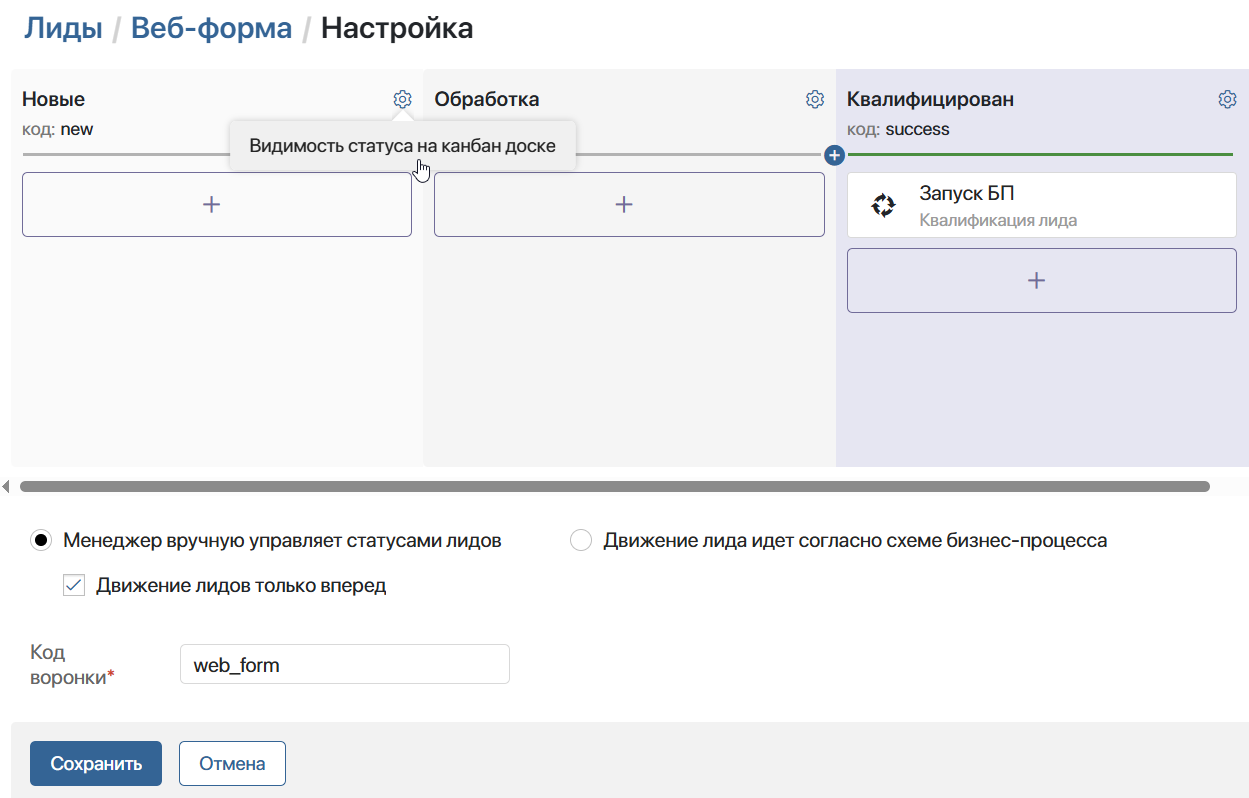 Лиды / Веб-форма / Настройка
Новые
код: new
Видимость статуса на канбан доске
Обработка
Квалифицирован
код: success
Запуск БП
Квалификация лида
Менеджер вручную управляет статусами лидов
Движение лида идет согласно схеме бизнес-процесса
Движение лидов только вперед
Код
воронки*
web_form
Сохранить
Отмена